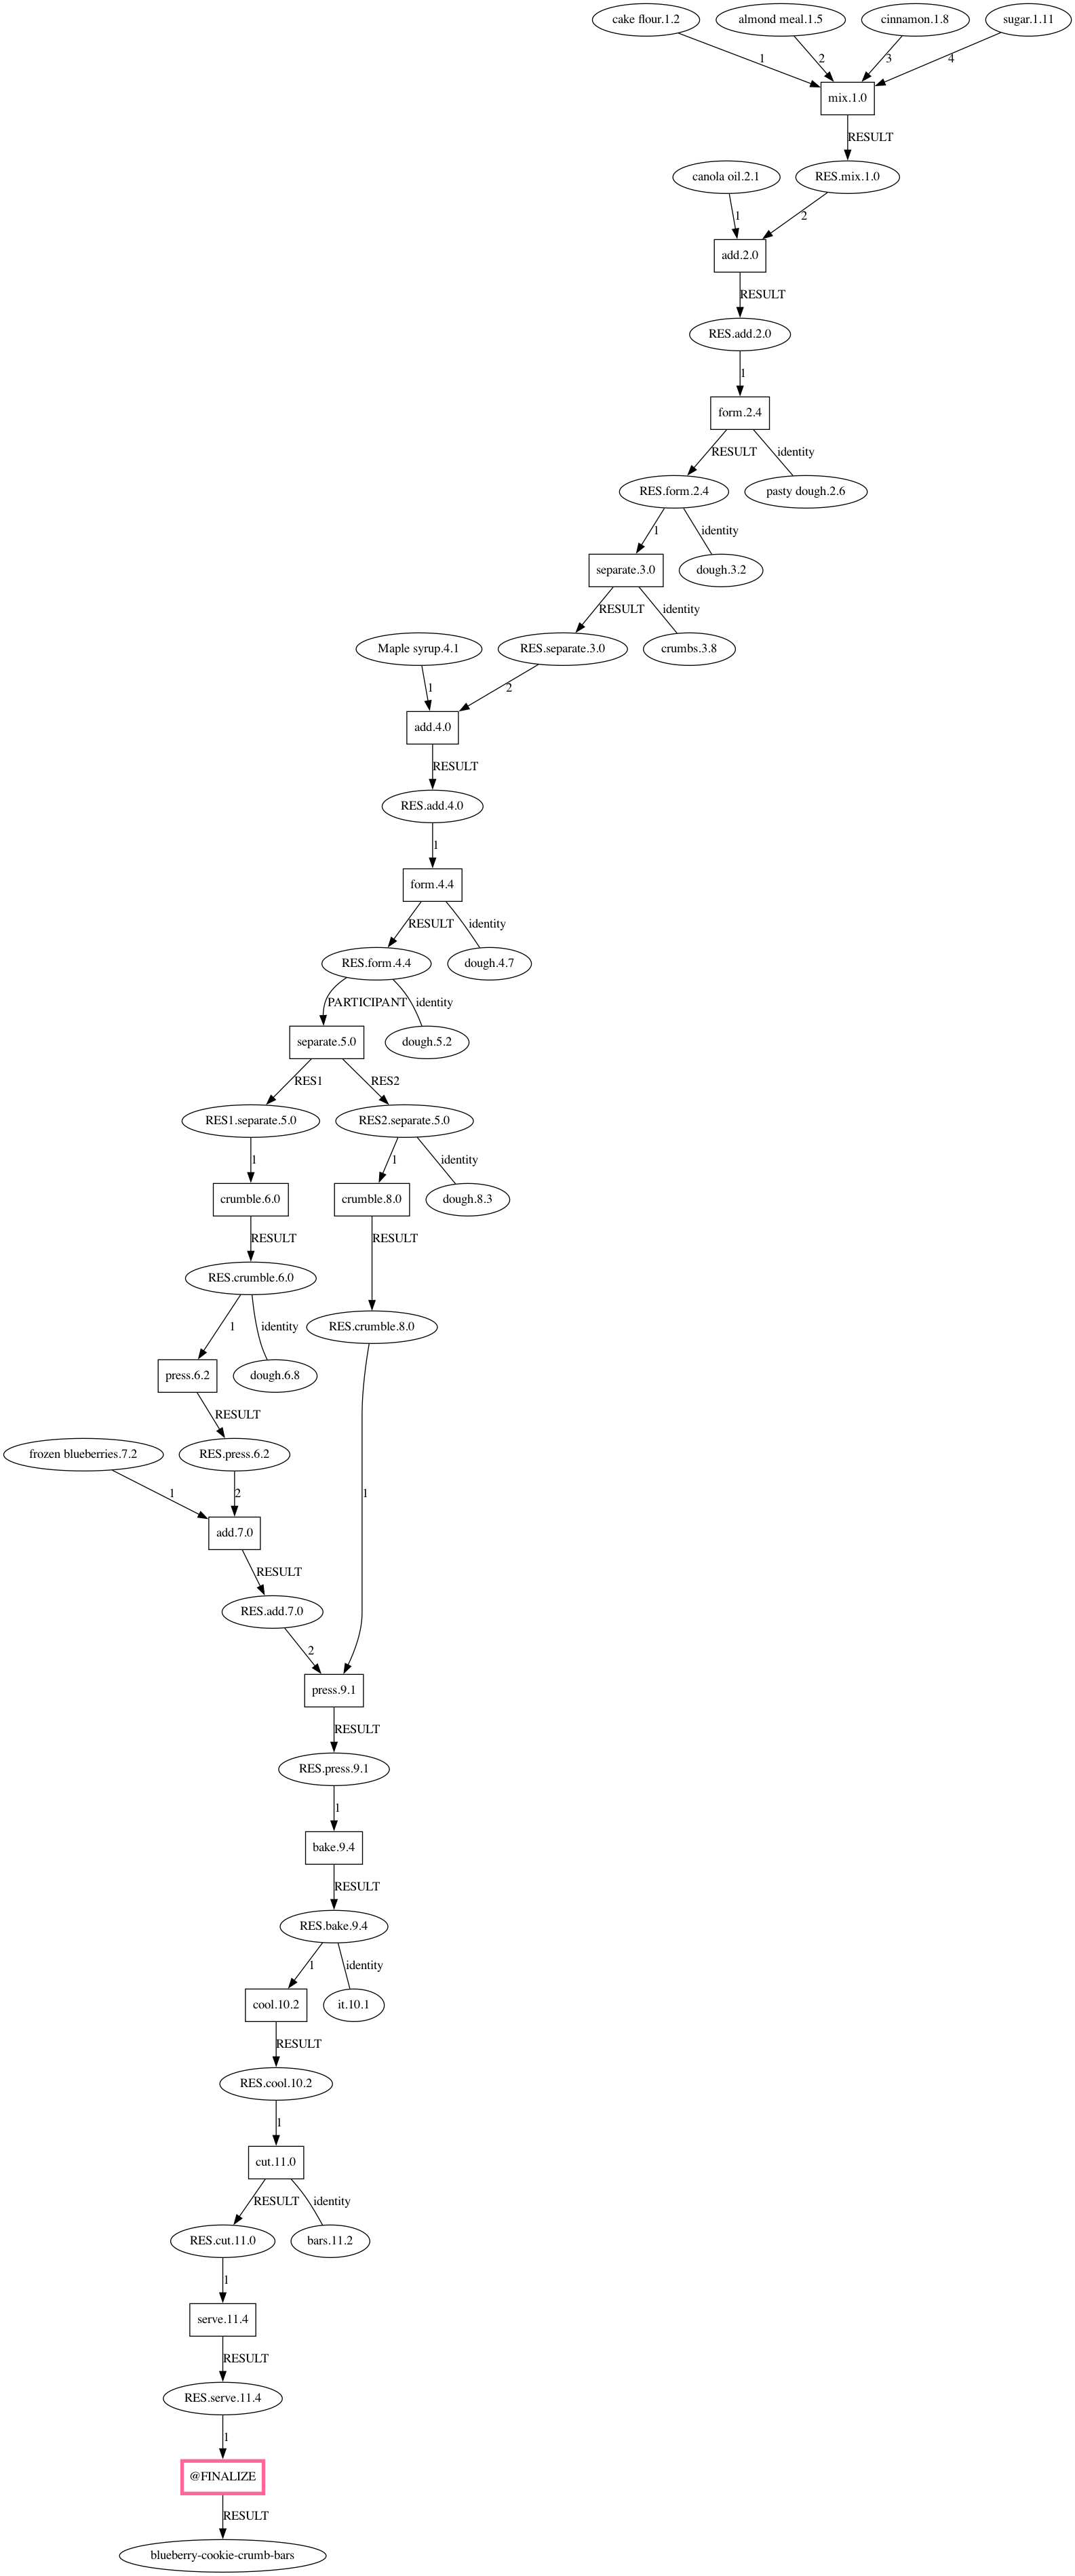 cake flour.1.2
almond meal.1.5
cinnamon.1.8
sugar.1.11
1
2
3
4
mix.1.0
RESULT
canola oil.2.1
RES.mix.1.0
1
2
add.2.0
RESULT
RES.add.2.0
1
form.2.4
RESULT
identity
RES.form.2.4
pasty dough.2.6
1
identity
separate.3.0
dough.3.2
RESULT
identity
Maple syrup.4.1
RES.separate.3.0
crumbs.3.8
1
2
add.4.0
RESULT
RES.add.4.0
1
form.4.4
RESULT
identity
RES.form.4.4
dough.4.7
PARTICIPANT
identity
separate.5.0
dough.5.2
RES1
RES2
RES1.separate.5.0
RES2.separate.5.0
1
1
identity
crumble.6.0
crumble.8.0
dough.8.3
RESULT
RESULT
RES.crumble.6.0
RES.crumble.8.0
1
identity
press.6.2
dough.6.8
RESULT
frozen blueberries.7.2
RES.press.6.2
1
2
1
add.7.0
RESULT
RES.add.7.0
2
press.9.1
RESULT
RES.press.9.1
1
bake.9.4
RESULT
RES.bake.9.4
1
identity
cool.10.2
it.10.1
RESULT
RES.cool.10.2
1
cut.11.0
RESULT
identity
RES.cut.11.0
bars.11.2
1
serve.11.4
RESULT
RES.serve.11.4
1
@FINALIZE
RESULT
blueberry-cookie-crumb-bars